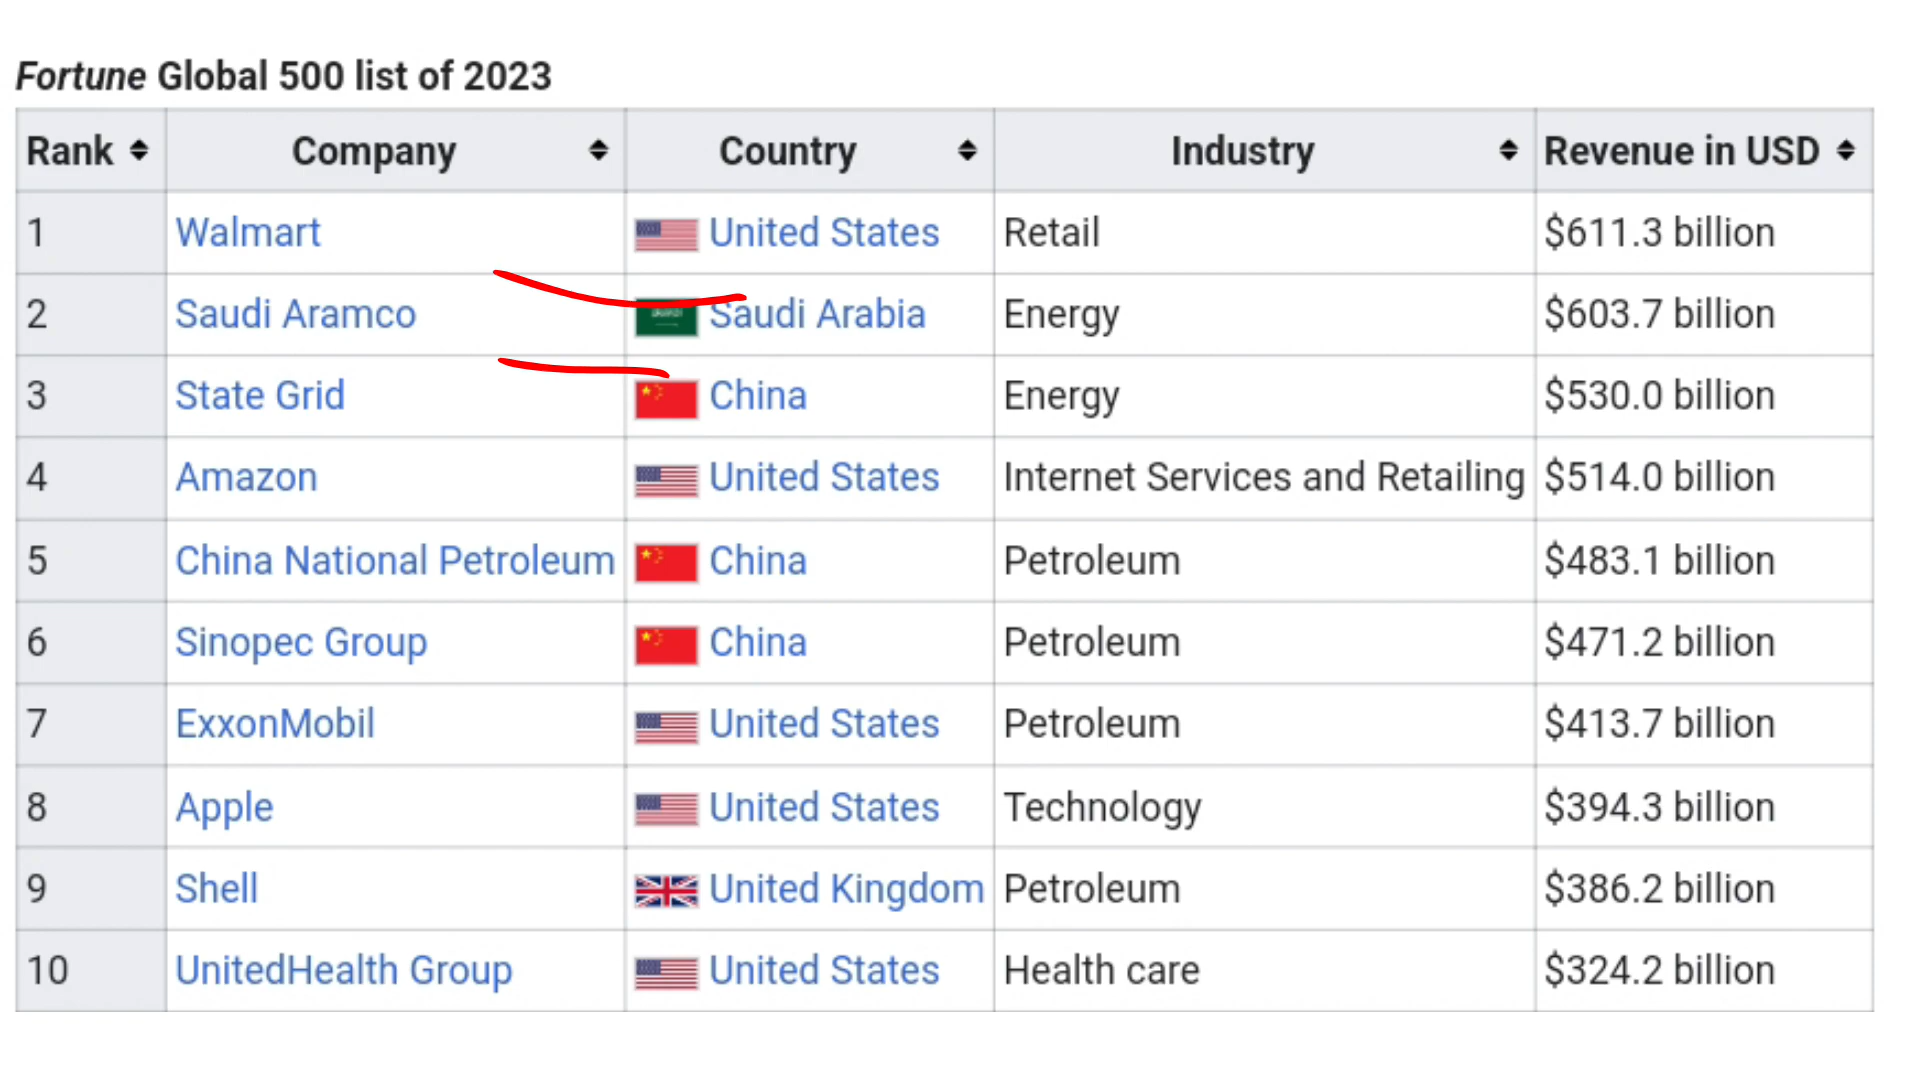 Fortune Global 500 list of 2023
Rank Company Country Industry Revenue in USD
1 Walmart United States Retail $611.3 billion
2 Saudi Aramco Saudi Arabia Energy $603.7 billion
3 State Grid China Energy $530.0 billion
4 Amazon United States Internet Services and Retailing $514.0 billion
5 China National Petroleum China Petroleum $483.1 billion
6 Sinopec Group China Petroleum $471.2 billion
7 ExxonMobil United States Petroleum $413.7 billion
8 Apple United States Technology $394.3 billion
9 Shell United Kingdom Petroleum $386.2 billion
10 UnitedHealth Group United States Health care $324.2 billion